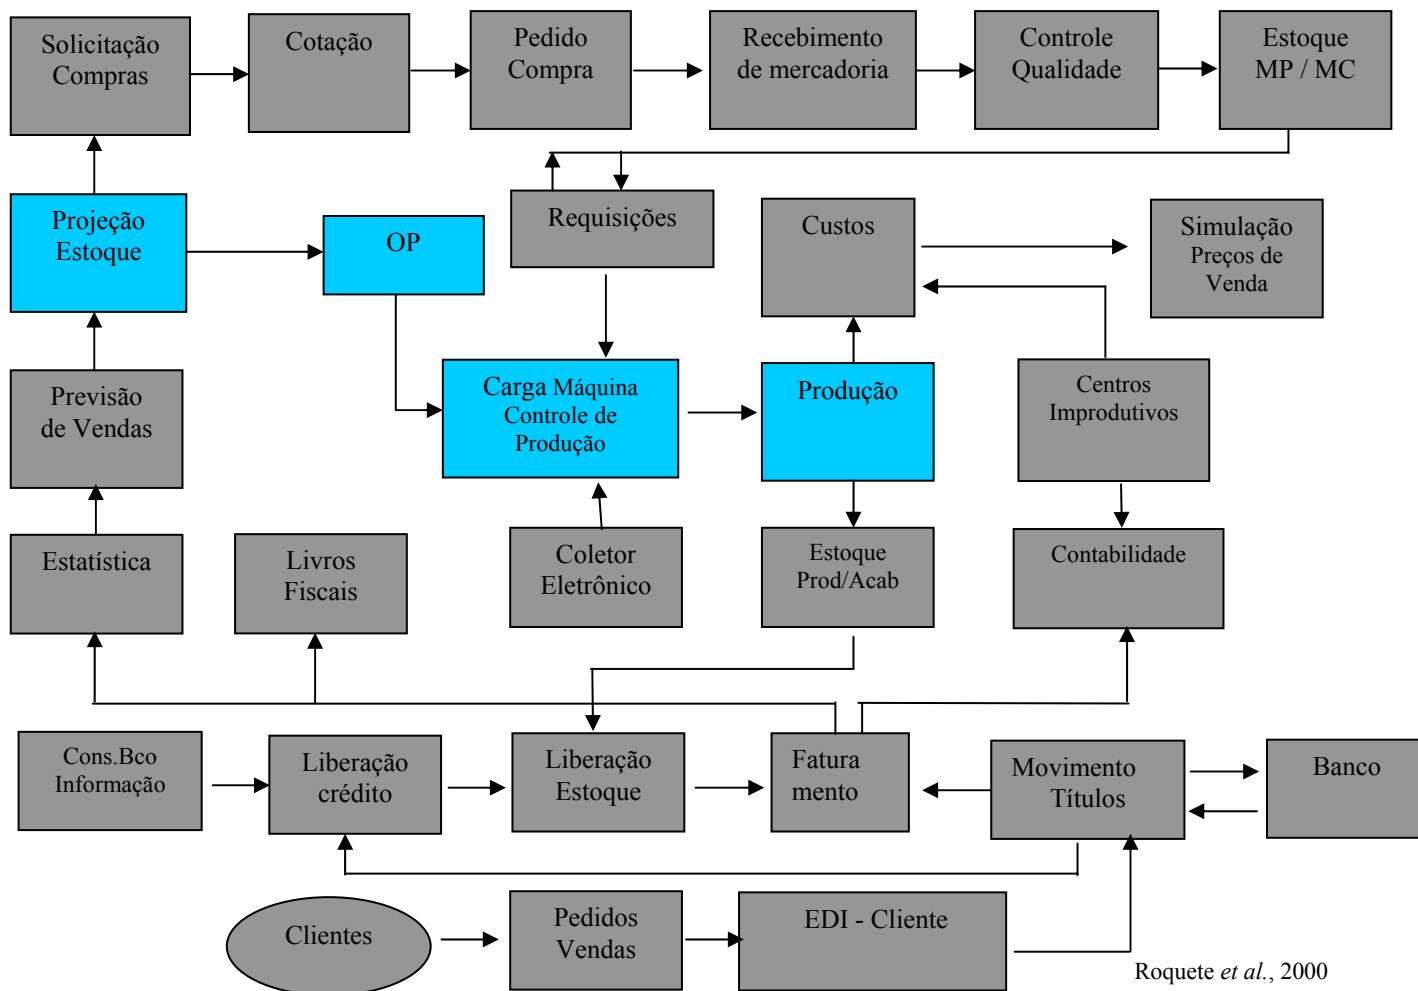 Solicitação
Compras
Cotação
Pedido
Compra
Recebimento
de mercadoria
Controle
Qualidade
Estoque
MP / MC
Projeção
Estoque
OP
Requisições
Custos
Simulação
Preços de
Venda
Previsão
de Vendas
Carga Máquina
Controle de
Produção
Produção
Centros
Improdutivos
Estatística
Livros
Fiscais
Coletor
Eletrônico
Estoque
Prod/Acab
Contabilidade
Cons.Bco
Informação
Liberação
crédito
Liberação
Estoque
Fatura
mento
Movimento
Títulos
Banco
Clientes
Pedidos
Vendas
EDI - Cliente
Roquete et al., 2000